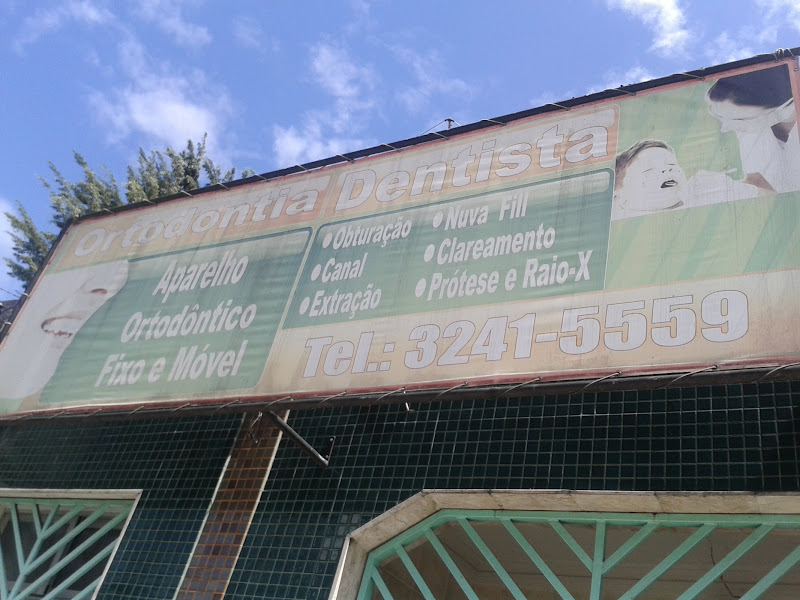 Ortodontia Dentista
Aparelho
Ortodôntico
Fixo e Móvel
•Obturação
•Canal
•Extração
•Nuva Fill
•Clareamento
•Prótese e Raio-X
Tel.: 3241-5559